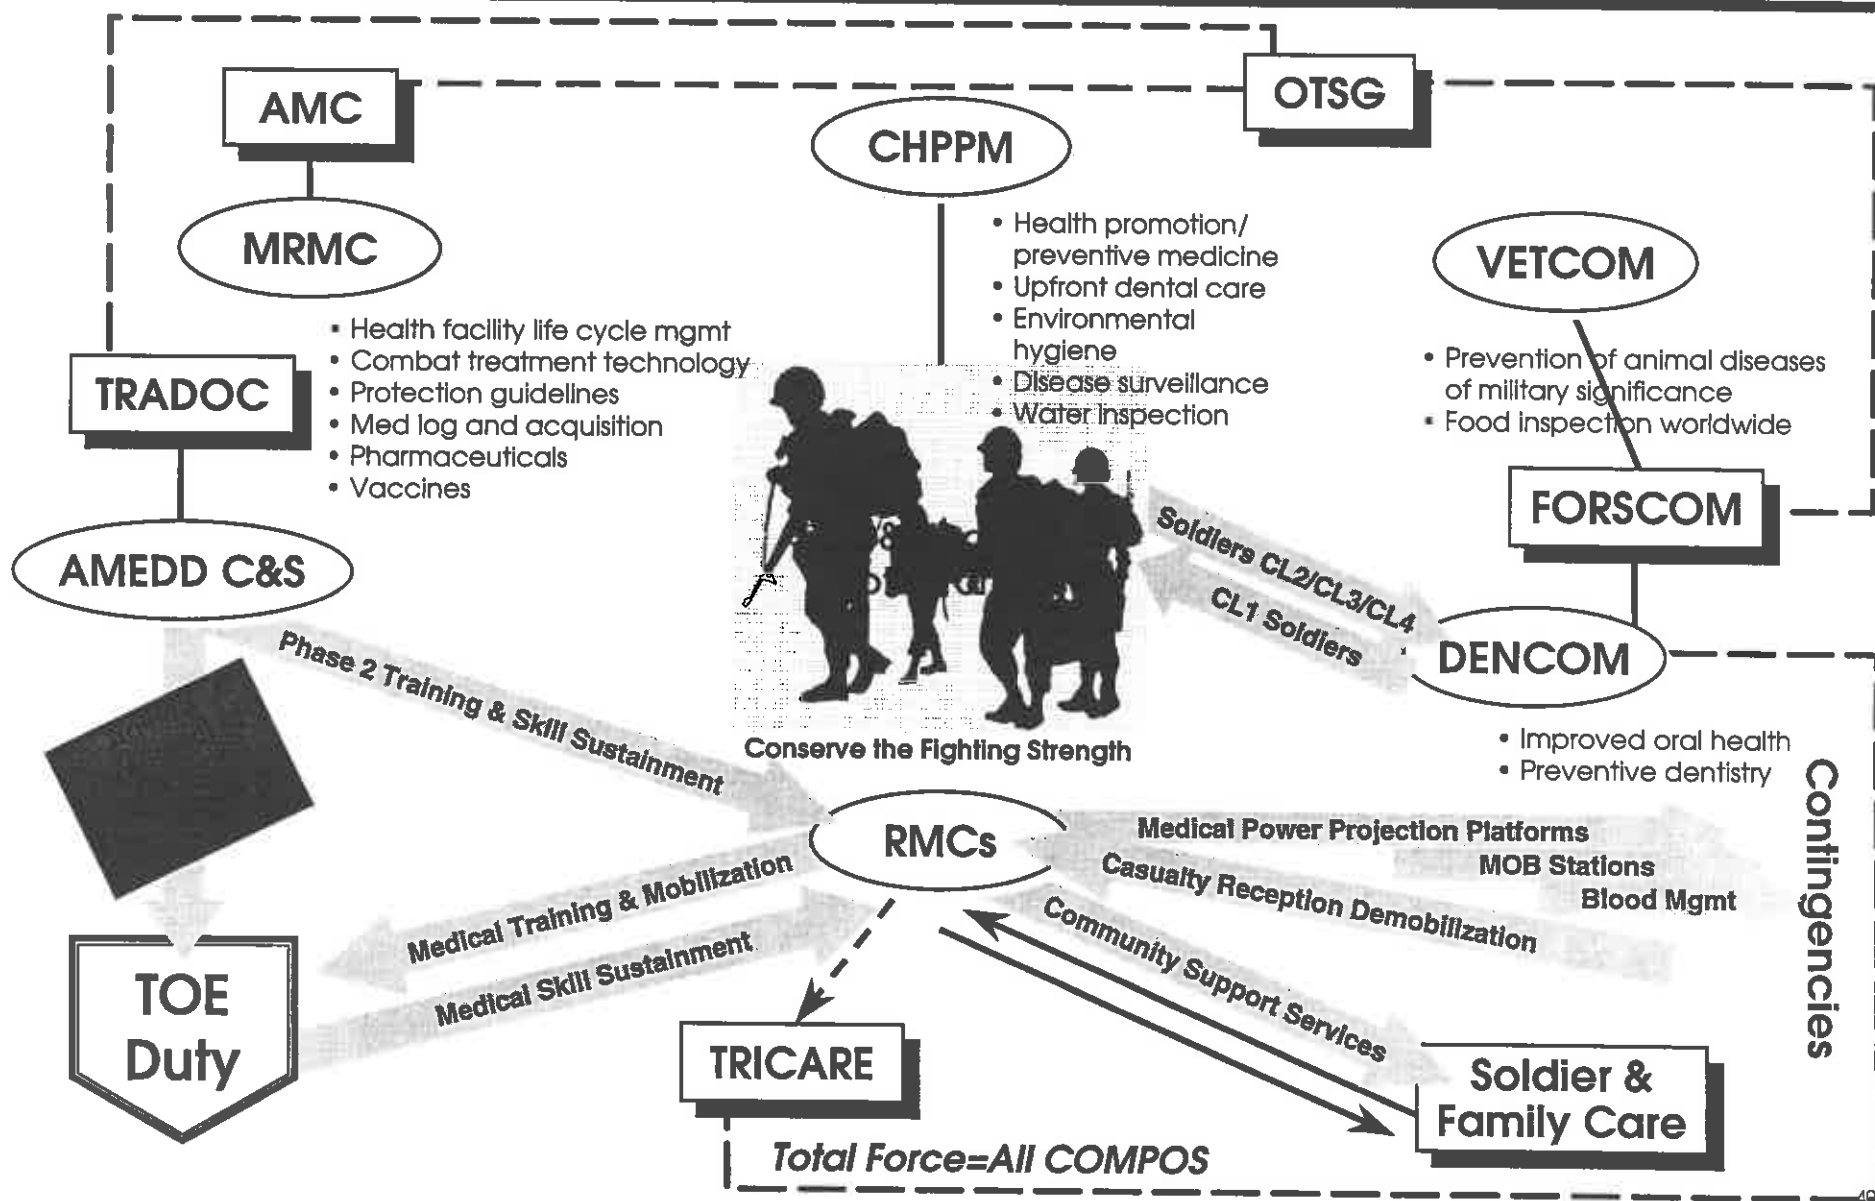 OTSG
AMC
CHPPM
MRMC
• Health promotion/
preventive medicine
• Upfront dental care
• Environmental
hygiene
• Disease surveillance
• Water inspection
VETCOM
• Health facility life cycle mgmt
• Combat treatment technology
• Protection guidelines
• Med log and acquisition
• Pharmaceuticals
• Vaccines
TRADOC
• Prevention of animal diseases
of military significance
• Food inspection worldwide
FORSCOM
AMEDD C&S
Soldiers CL2/CL3/CL4
CL1 Soldiers
DENCOM
Phase 2 Training & Skill Sustainment
• Improved oral health
• Preventive dentistry
Conserve the Fighting Strength
Contingencies
RMCs
Medical Power Projection Platforms
MOB Stations
Blood Mgmt
Casualty Reception Demobilization
Medical Training & Mobilization
Medical Skill Sustainment
Community Support Services
TOE
Duty
TRICARE
Soldier &
Family Care
Total Force=All COMPOS